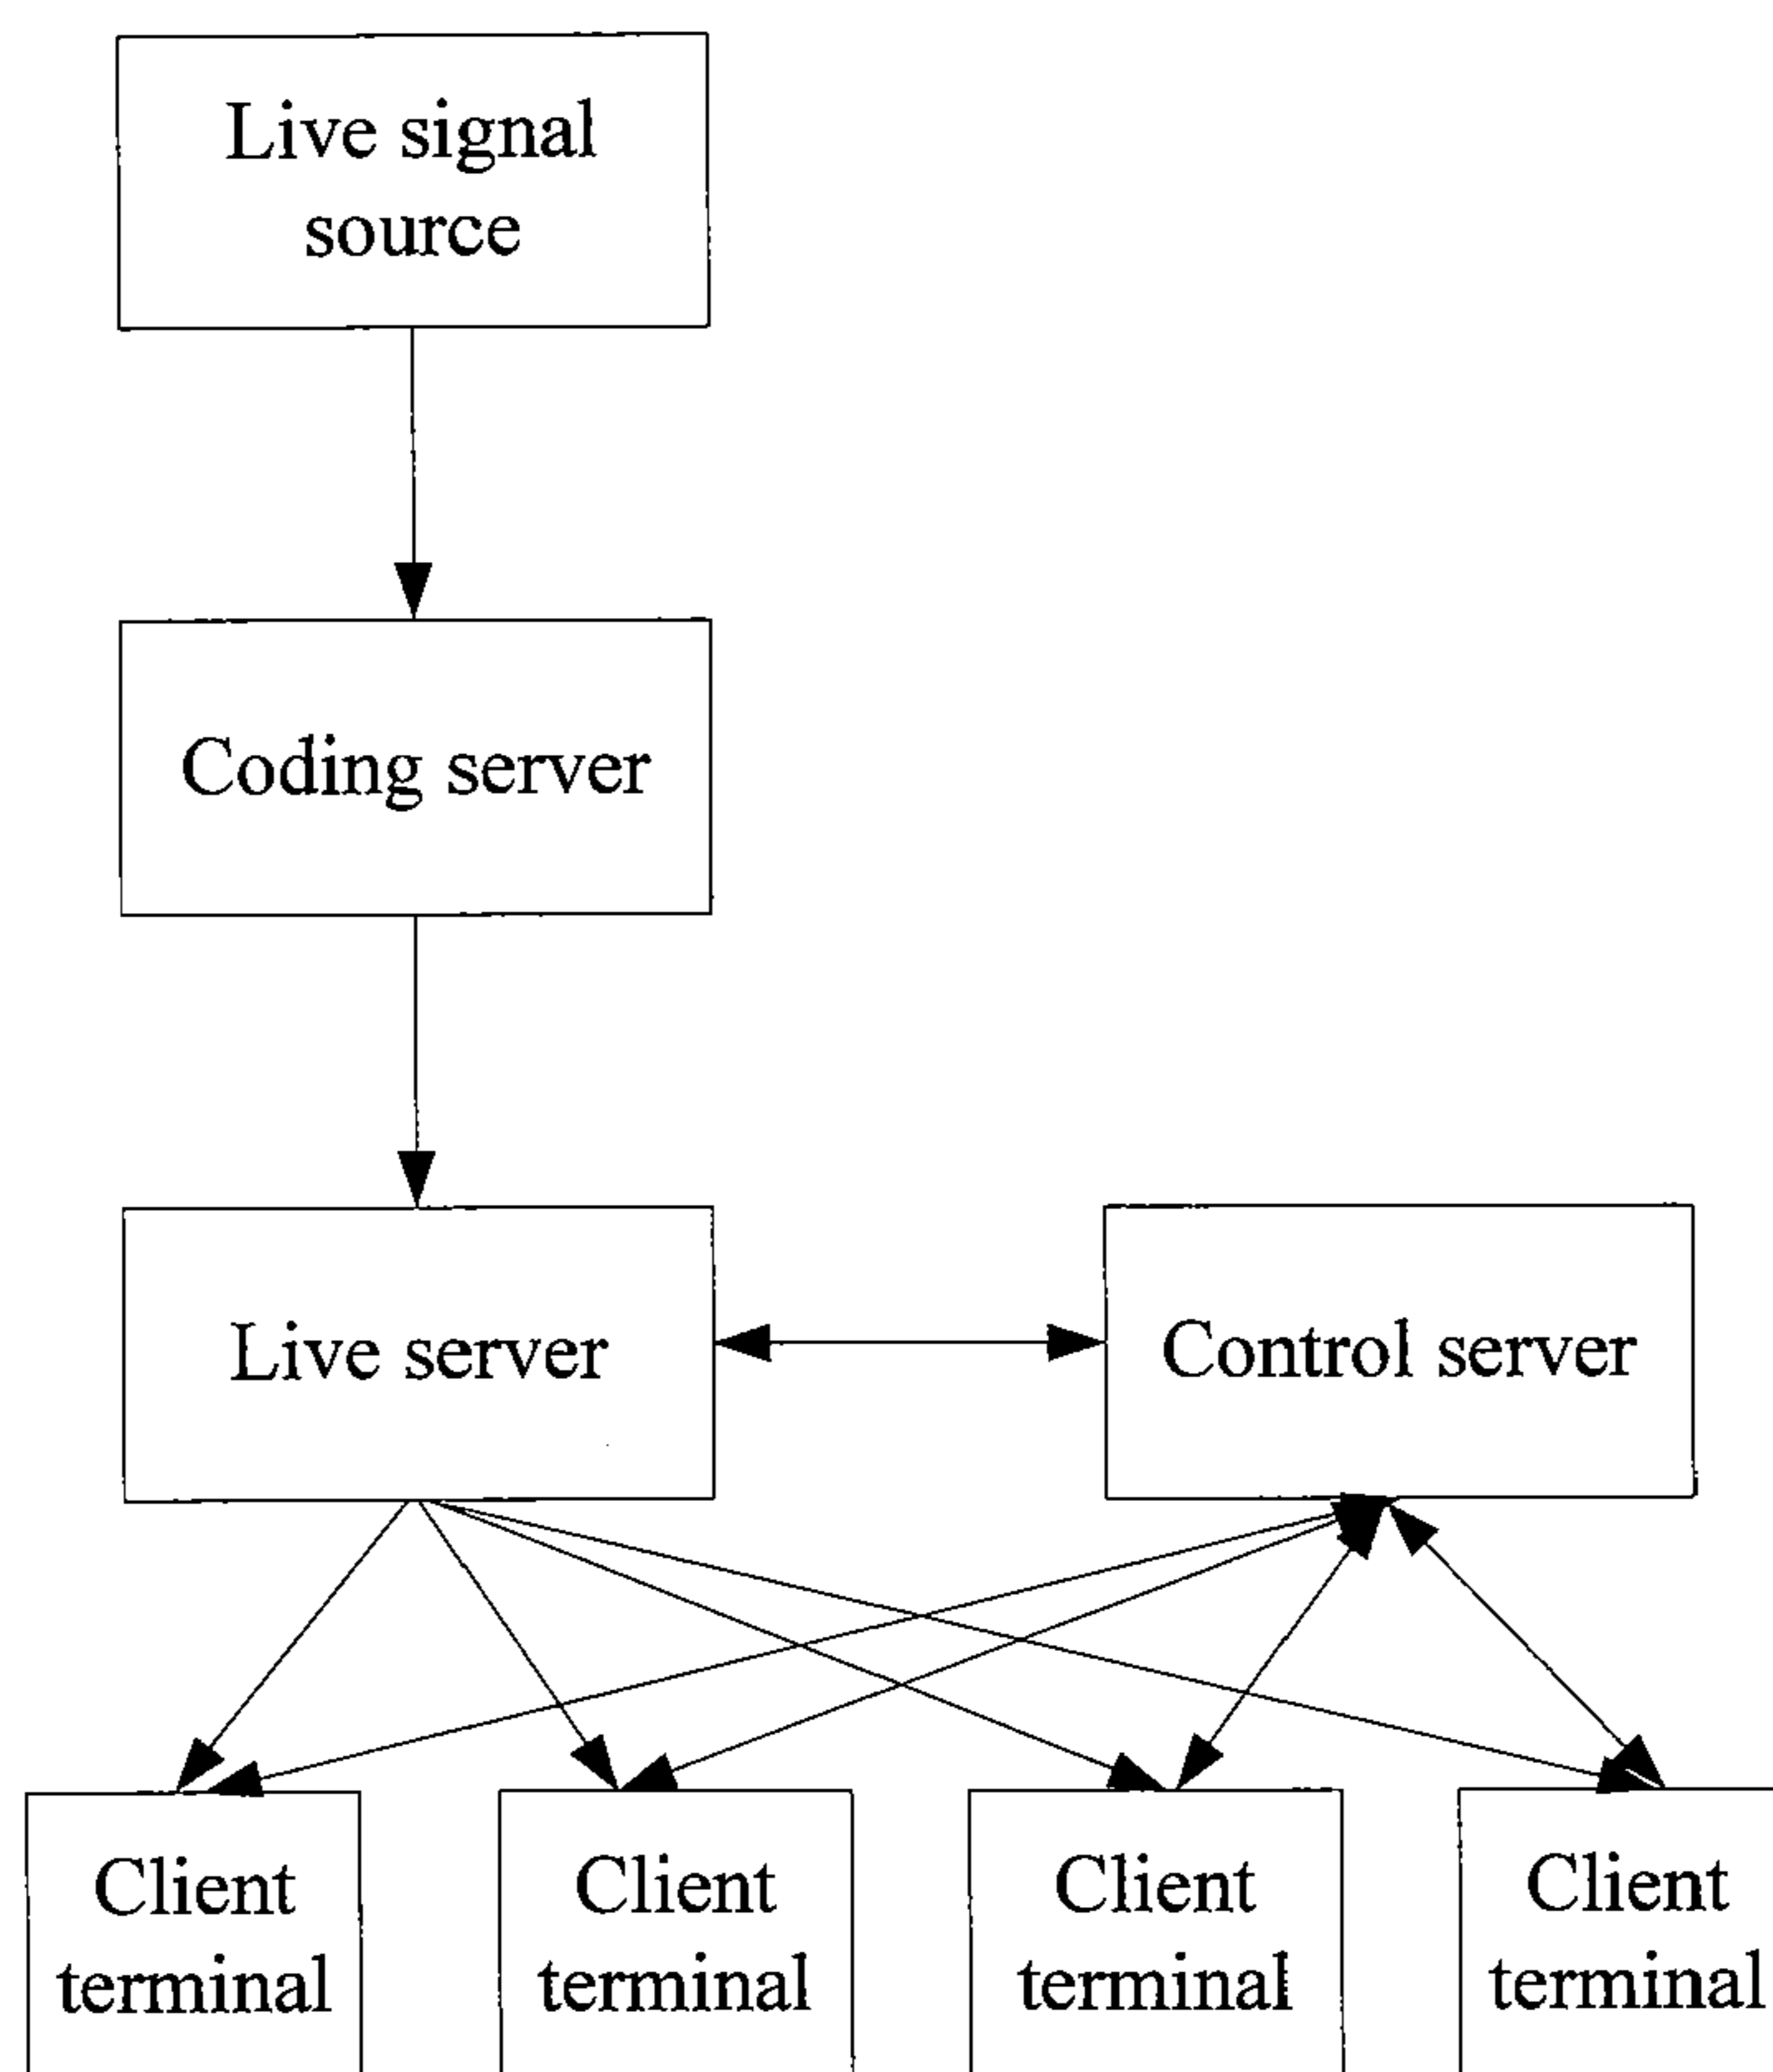 Live signal
source
Coding server
Live server
Control server
Client
terminal
Client
terminal
Client
terminal
Client
terminal